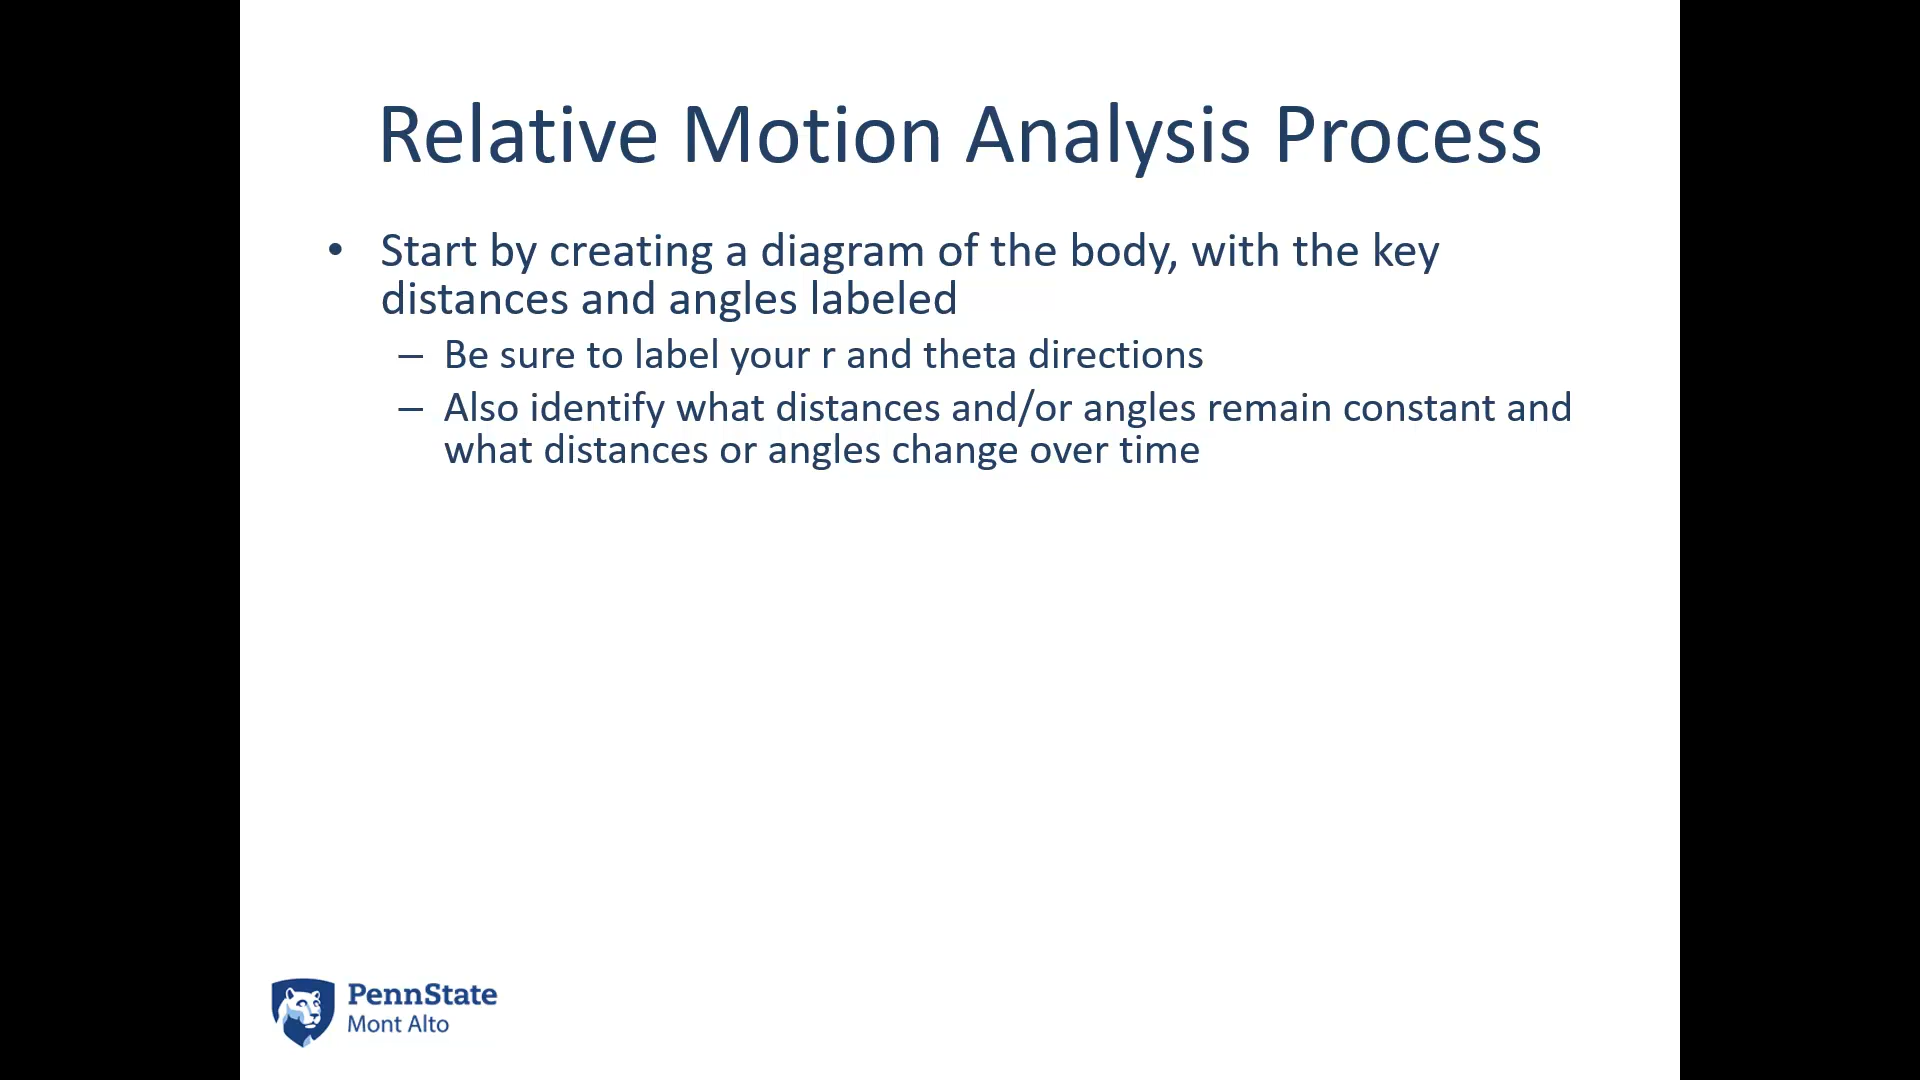 Relative Motion Analysis Process
• Start by creating a diagram of the body, with the key
distances and angles labeled
– Be sure to label your r and theta directions
– Also identify what distances and/or angles remain constant and
what distances or angles change over time
PennState
Mont Alto